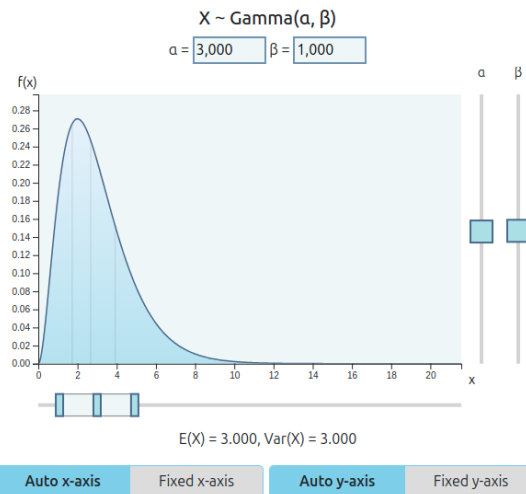 X ~ Gamma(α, β)
α = 3,000 β = 1,000
f(x)
α β
0.28
0.26
0.24
0.22
0.20
0.18
0.16
0.14
0.12
0.10
0.08
0.06
0.04
0.02
0.00
0 2 4 6 8 10 12 14 16 18 20
x
E(X) = 3.000, Var(X) = 3.000
Auto x-axis Fixed x-axis Auto y-axis Fixed y-axis